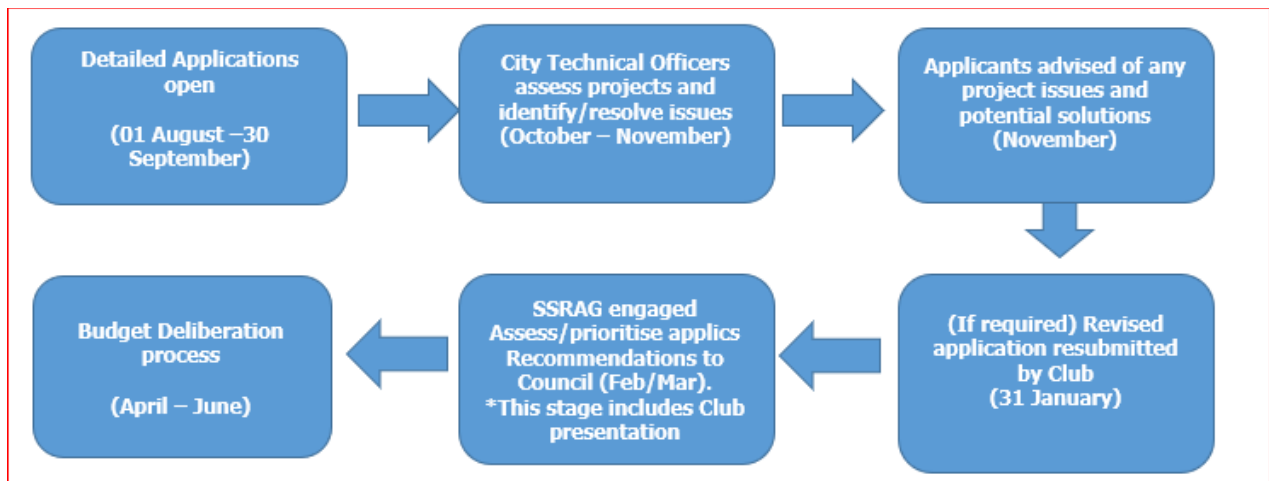 Detailed Applications
open
(01 August –30
September)
City Technical Officers
assess projects and
identify/resolve issues
(October – November)
Applicants advised of any
project issues and
potential solutions
(November)
(If required) Revised
application resubmitted
by Club
(31 January)
SSRAG engaged
Assess/prioritise applics
Recommendations to
Council (Feb/Mar).
*This stage includes Club
presentation
Budget Deliberation
process
(April – June)